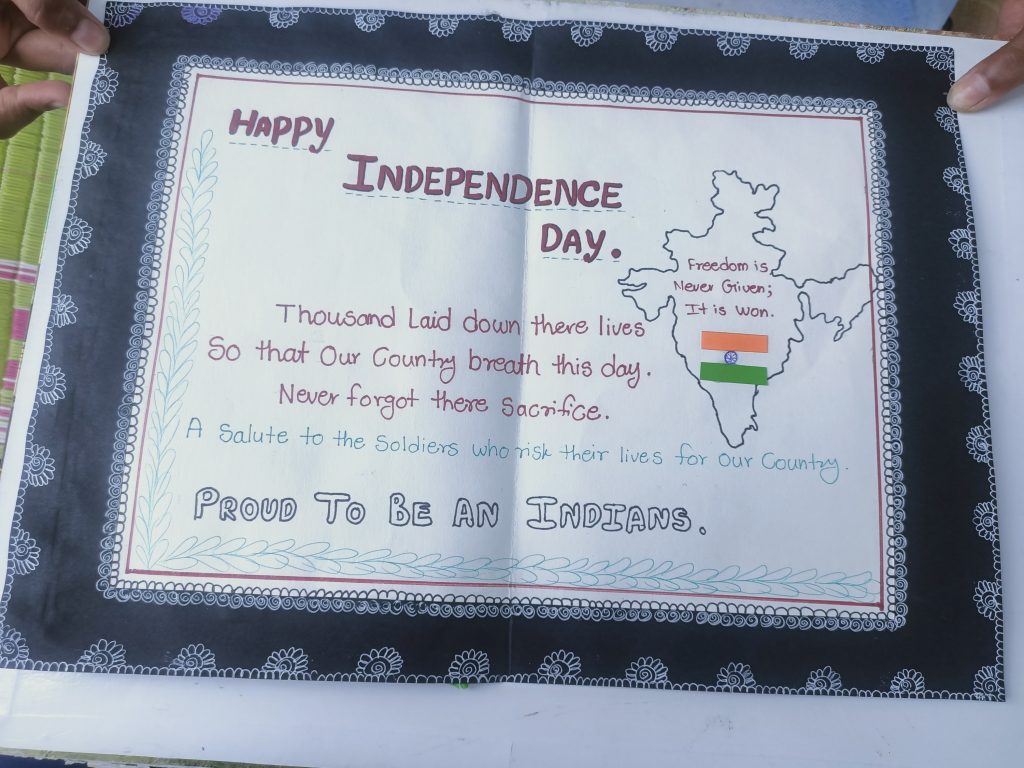 HAPPY
INDEPENDENCE
DAY.
Freedom is
Never Given;
It is won.
Thousand Laid down there lives
So that Our Country breath this day.
Never forgot there Sacrifice.
A Salute to the Soldiers who risk their lives for Our Country.
PROUD TO BE AN INDIANS.